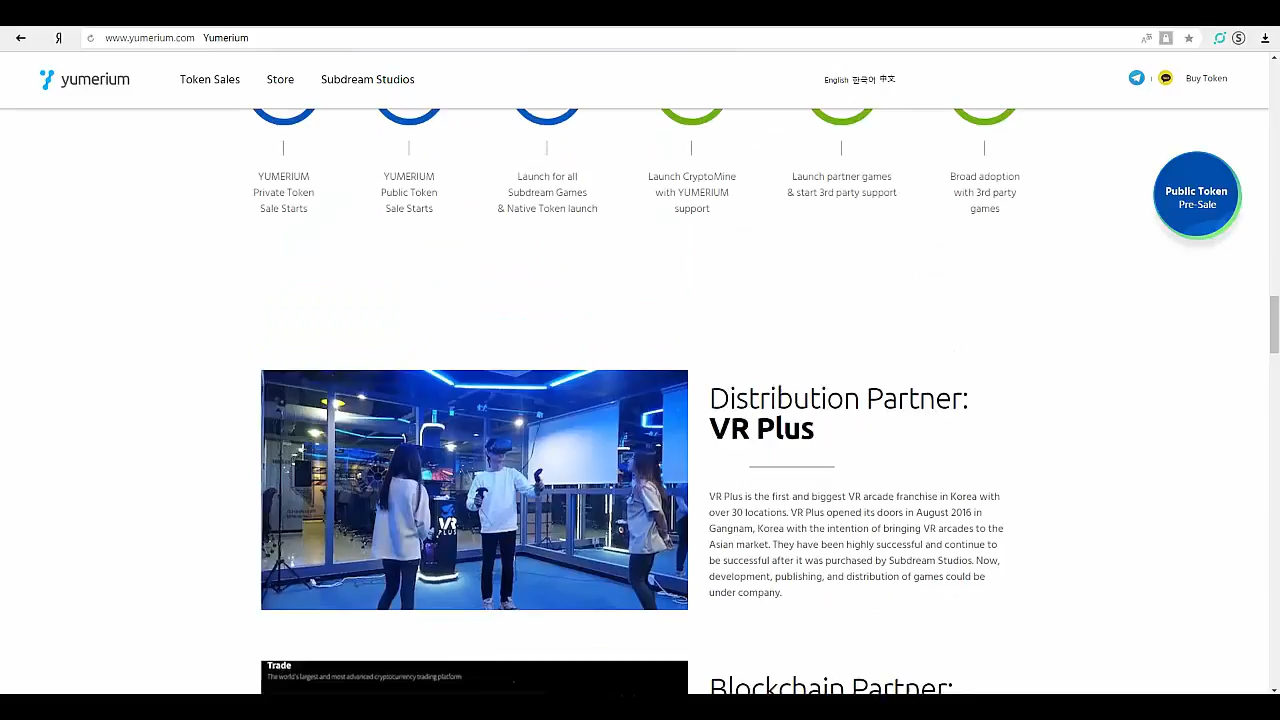 www.yumerium.com Yumerium
yumerium
Token Sales
Store
Subdream Studios
English 한국어 中文
Buy Token
YUMERIUM
Private Token
Sale Starts
YUMERIUM
Public Token
Sale Starts
Launch for all
Subdream Games
& Native Token launch
Launch CryptoMine
with YUMERIUM
support
Launch partner games
& start 3rd party support
Broad adoption
with 3rd party
games
Public Token
Pre-Sale
VR
PLUS
Distribution Partner:
VR Plus
VR Plus is the first and biggest VR arcade franchise in Korea with
over 30 locations. VR Plus opened its doors in August 2016 in
Gangnam, Korea with the intention of bringing VR arcades to the
Asian market. They have been highly successful and continue to
be successful after it was purchased by Subdream Studios. Now,
development, publishing, and distribution of games could be
under company.
Trade
The world's largest and most advanced cryptocurrency trading platform
Blockchain Partner: